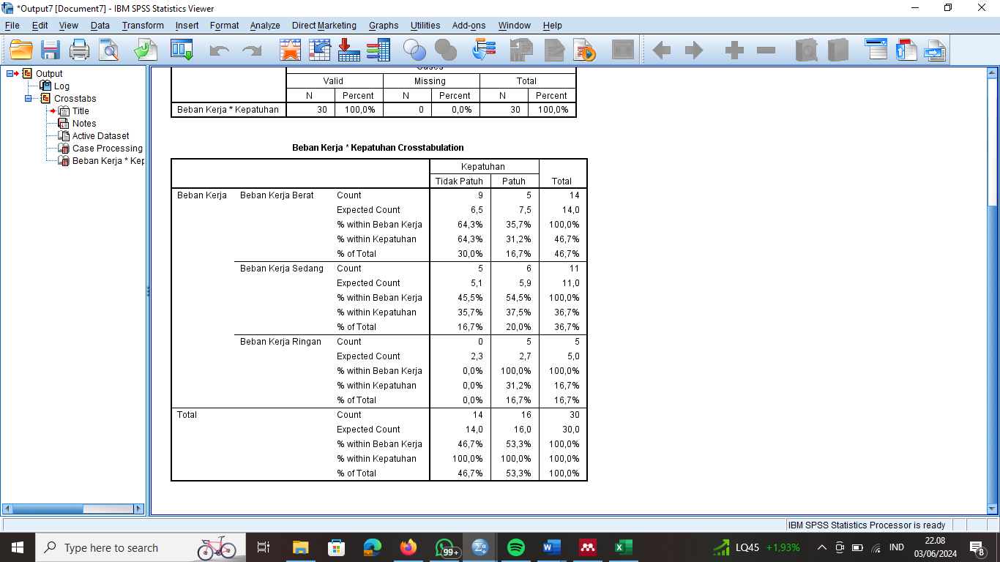 *Output7 [Document7] - IBM SPSS Statistics Viewer
File Edit View Data Transform Insert Format Analyze Direct Marketing Graphs Utilities Add-ons Window Help
Output
Log
Crosstabs
Title
Notes
Active Dataset
Case Processing
Beban Kerja * Kep
Cases
Valid Missing Total
N Percent N Percent N Percent
Beban Kerja * Kepatuhan 30 100,0% 0 0,0% 30 100,0%
Beban Kerja * Kepatuhan Crosstabulation
Kepatuhan
Tidak Patuh Patuh Total
Beban Kerja Beban Kerja Berat Count 9 5 14
Expected Count 6,5 7,5 14,0
% within Beban Kerja 64,3% 35,7% 100,0%
% within Kepatuhan 64,3% 31,2% 46,7%
% of Total 30,0% 16,7% 46,7%
Beban Kerja Sedang Count 5 6 11
Expected Count 5,1 5,9 11,0
% within Beban Kerja 45,5% 54,5% 100,0%
% within Kepatuhan 35,7% 37,5% 36,7%
% of Total 16,7% 20,0% 36,7%
Beban Kerja Ringan Count 0 5 5
Expected Count 2,3 2,7 5,0
% within Beban Kerja 0,0% 100,0% 100,0%
% within Kepatuhan 0,0% 31,2% 16,7%
% of Total 0,0% 16,7% 16,7%
Total Count 14 16 30
Expected Count 14,0 16,0 30,0
% within Beban Kerja 46,7% 53,3% 100,0%
% within Kepatuhan 100,0% 100,0% 100,0%
% of Total 46,7% 53,3% 100,0%
IBM SPSS Statistics Processor is ready
Type here to search
99+
LQ45 +1,93%
IND
22.08
03/06/2024
8